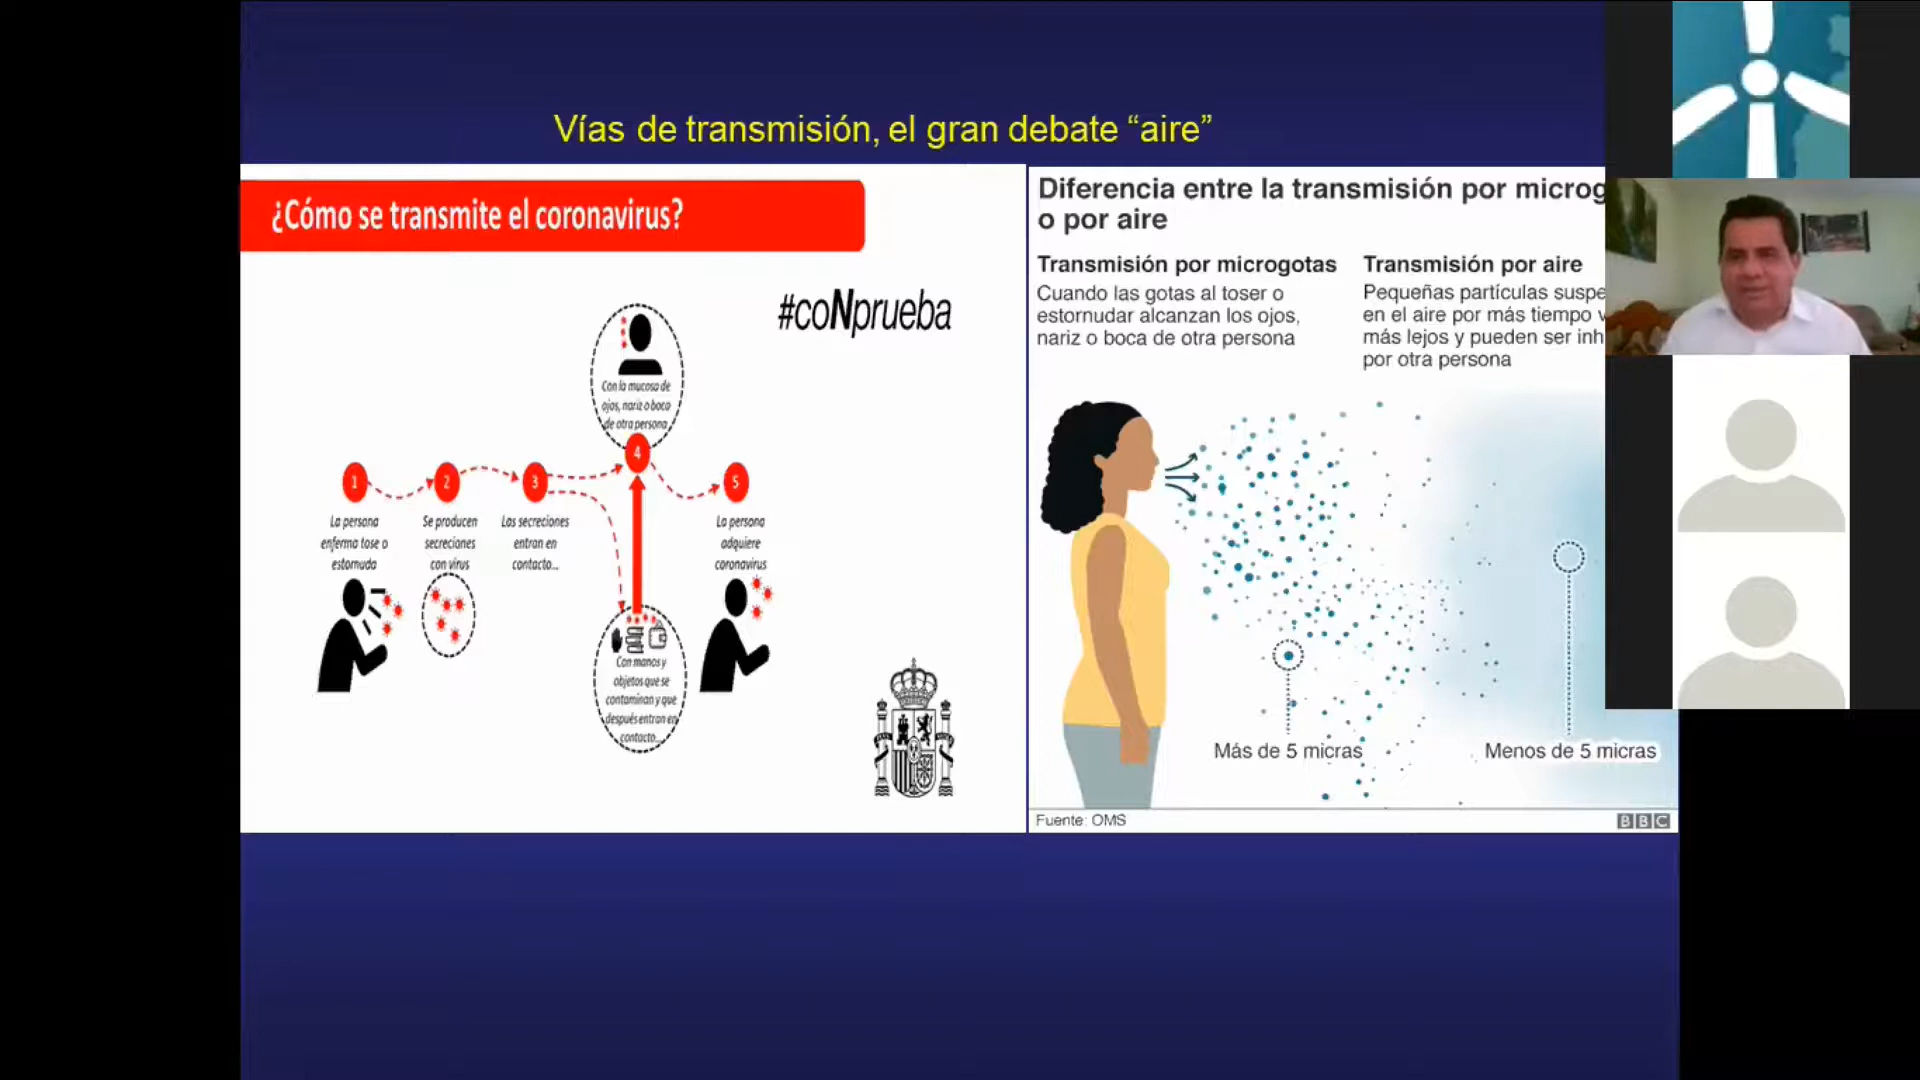 Vías de transmisión, el gran debate “aire”
¿Cómo se transmite el coronavirus?
#coNprueba
Con la mucosa de
ojos, nariz o boca
de otra persona
1
2
3
4
5
La persona
enferma tose o
estornuda
Se producen
secreciones
con virus
Las secreciones
entran en
contacto...
La persona
adquiere
coronavirus
Con manos y
objetos que se
contaminan y que
después entran en
contacto...
Diferencia entre la transmisión por microg
o por aire
Transmisión por microgotas
Cuando las gotas al toser o
estornudar alcanzan los ojos,
nariz o boca de otra persona
Transmisión por aire
Pequeñas partículas suspe
en el aire por más tiempo v
más lejos y pueden ser inh
por otra persona
Más de 5 micras
Menos de 5 micras
Fuente: OMS
BBC